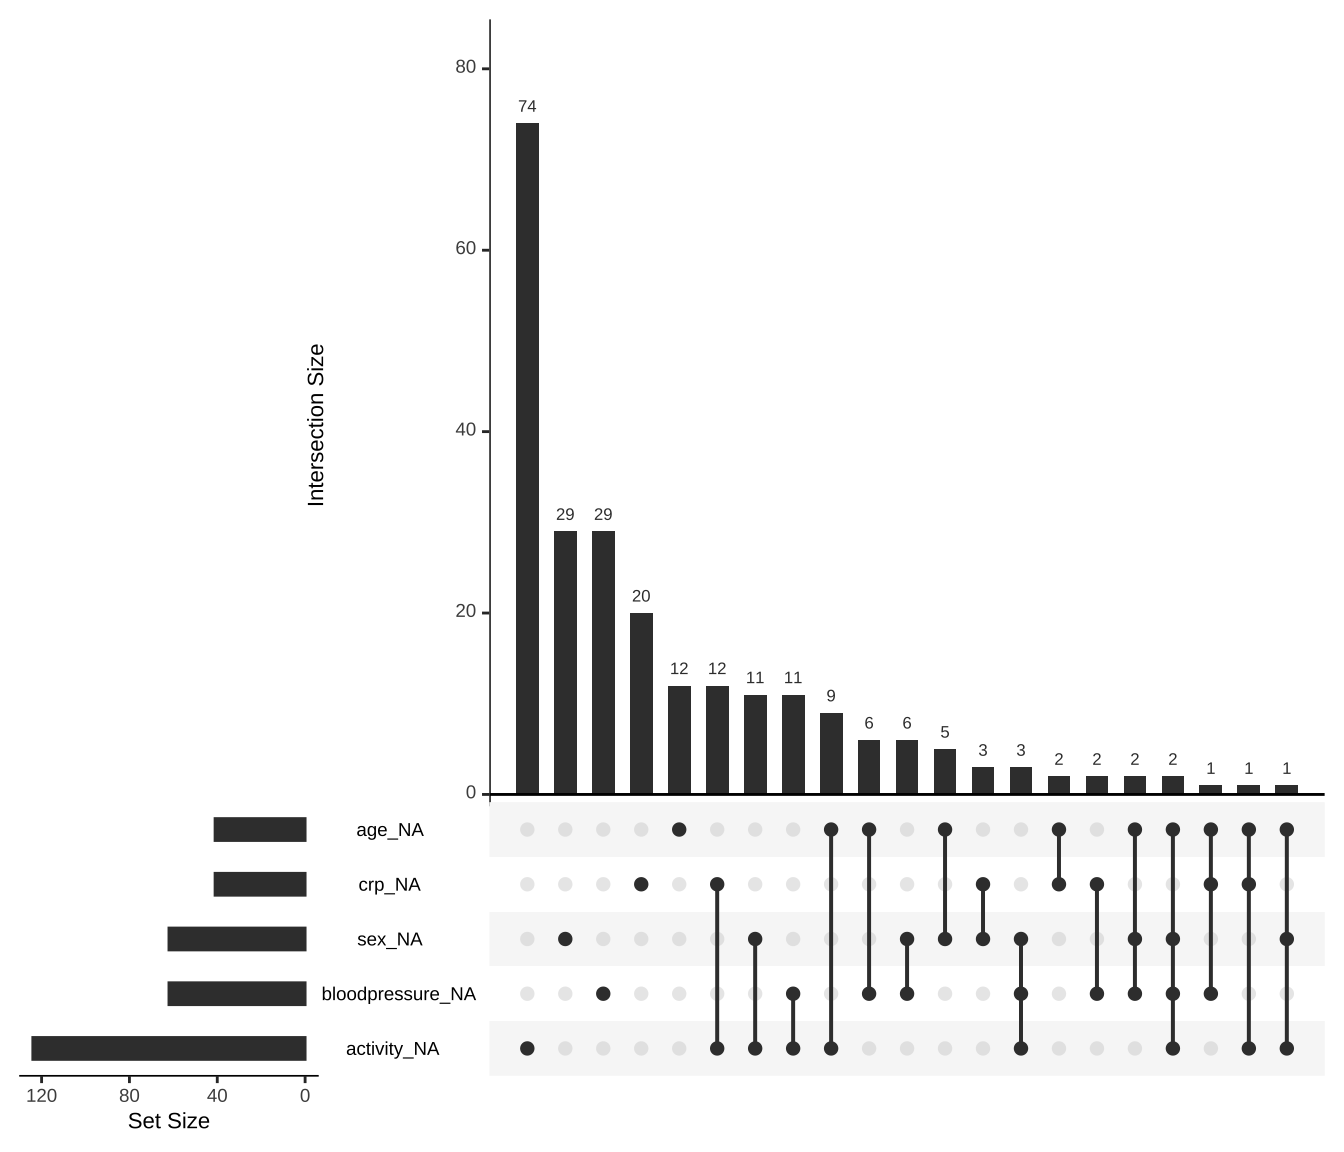 80
60
40
20
0
Intersection Size
74
29 29
20
12 12 11 11
9
6 6 5
3 3 2 2 2 2 1 1 1
age_NA
crp_NA
sex_NA
bloodpressure_NA
activity_NA
120 80 40 0
Set Size